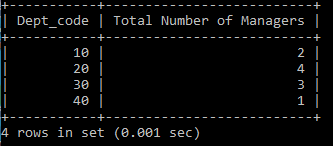 +-----------+--------------------------+
| Dept_code | Total Number of Managers |
+-----------+--------------------------+
|        10 |                        2 |
|        20 |                        4 |
|        30 |                        3 |
|        40 |                        1 |
+-----------+--------------------------+
4 rows in set (0.001 sec)